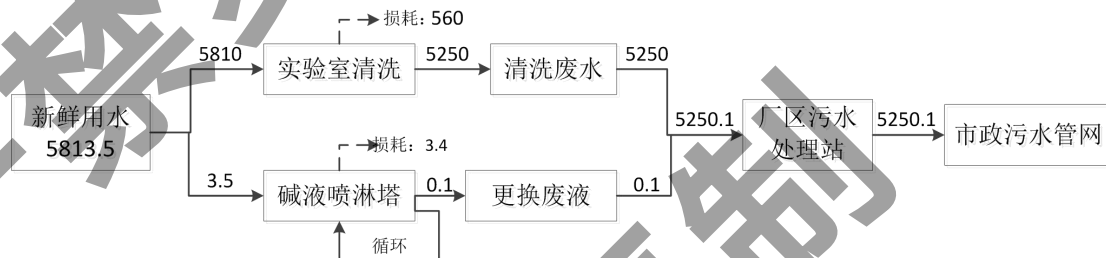 损耗：560
5810
实验室清洗
5250
清洗废水
5250
新鲜用水
5813.5
5250.1
厂区污水
处理站
5250.1
市政污水管网
损耗：3.4
3.5
碱液喷淋塔
0.1
更换废液
0.1
循环
禁
制